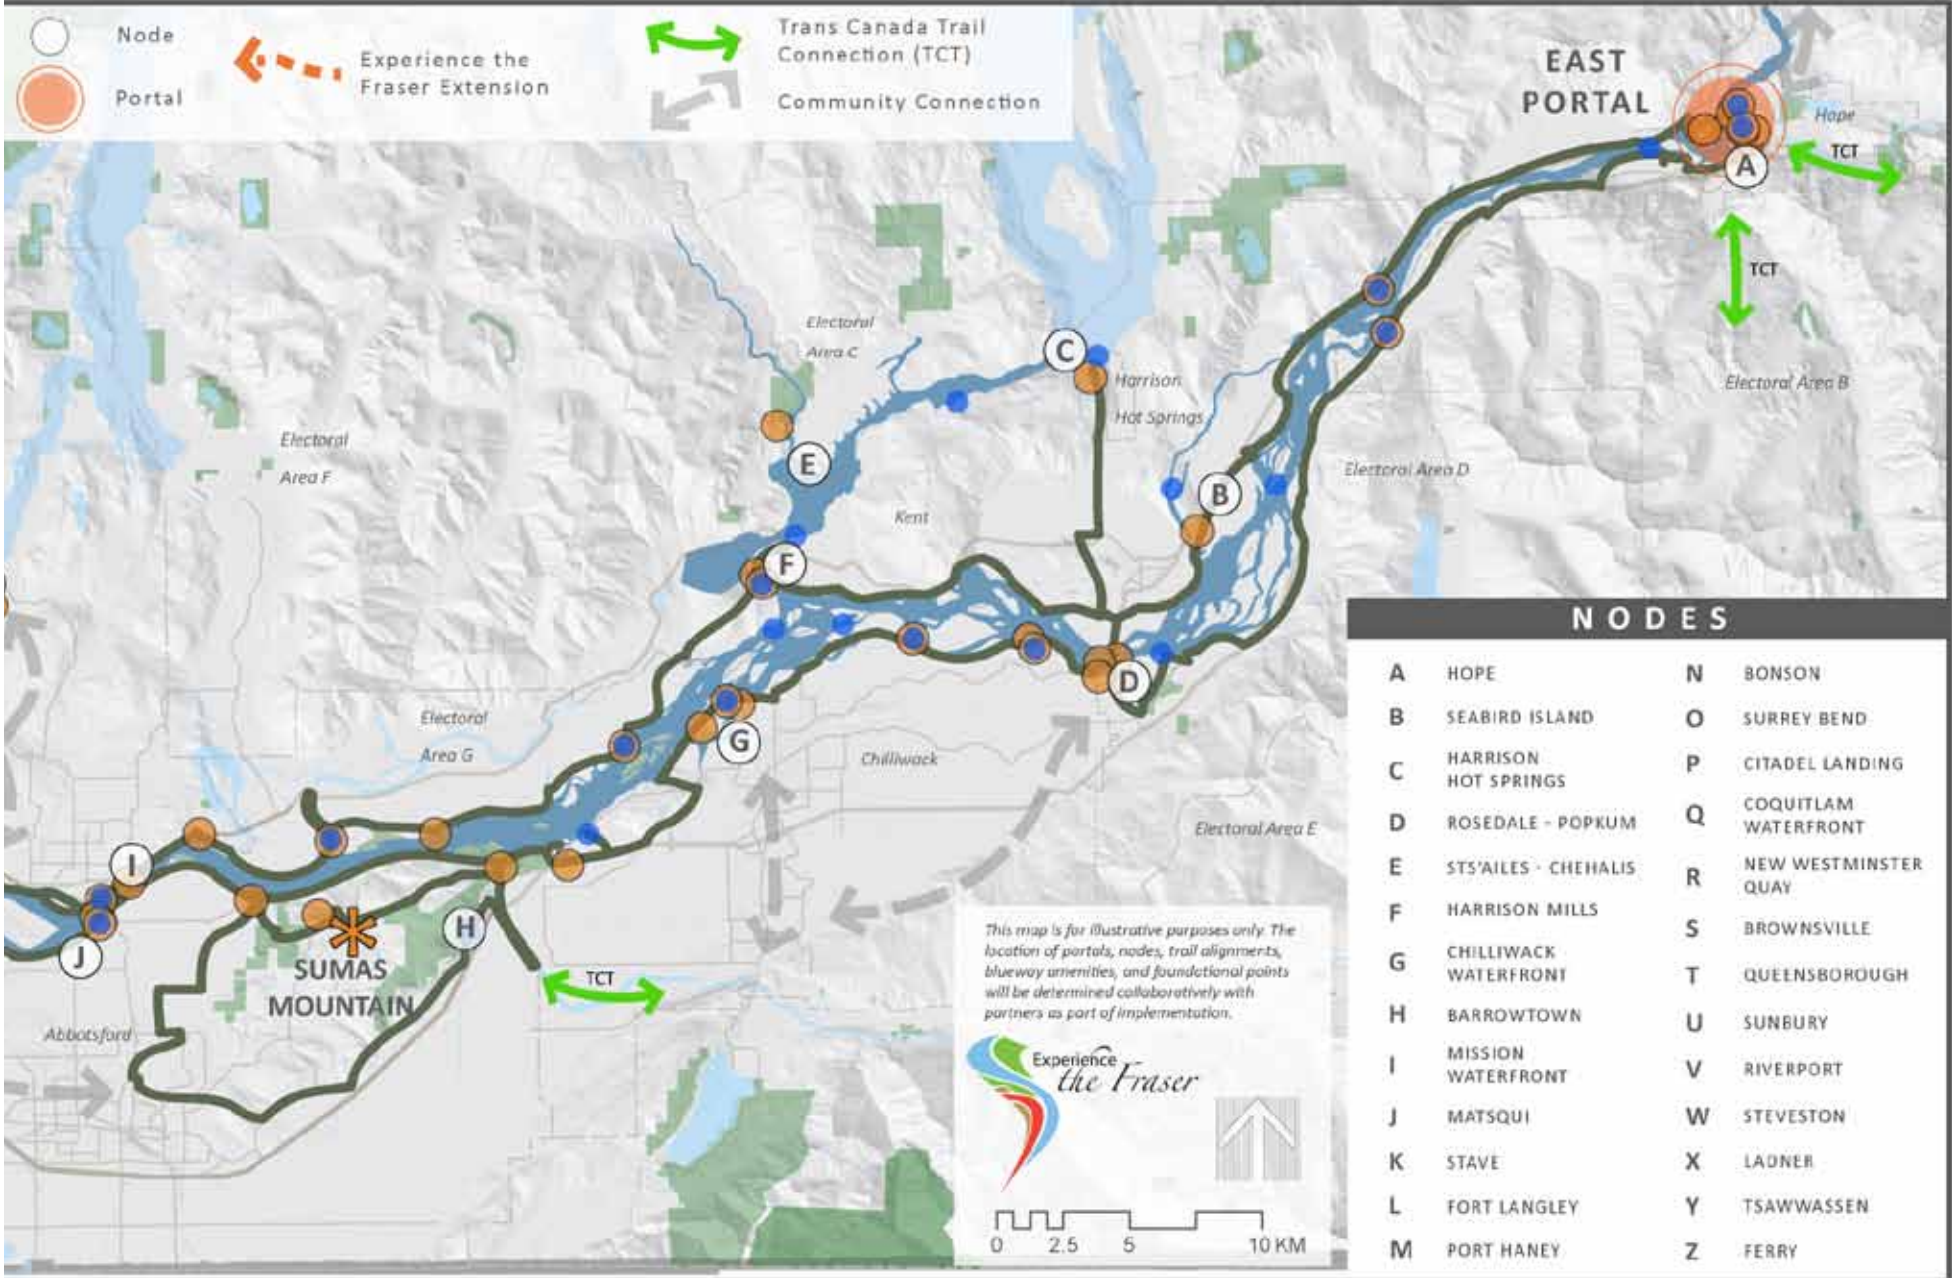 Node
Portal
Experience the
Fraser Extension
Trans Canada Trail
Connection (TCT)
Community Connection
EAST
PORTAL
Hope
A
TCT
TCT
Electoral
Area C
C
Harrison
Hot Springs
Electoral Area B
Electoral
Area F
E
Electoral Area D
B
Kent
F
D
Electoral
Area G
G
Chilliwack
Electoral Area E
I
H
J
SUMAS
MOUNTAIN
TCT
Abbotsford
This map is for illustrative purposes only. The
location of portals, nodes, trail alignments,
blueway amenities, and foundational points
will be determined collaboratively with
partners as part of implementation.
Experience
the Fraser
0 2.5 5 10 KM
NODES
A HOPE
B SEABIRD ISLAND
C HARRISON
HOT SPRINGS
D ROSEDALE - POPKUM
E STS'AILES - CHEHALIS
F HARRISON MILLS
G CHILLIWACK
WATERFRONT
H BARROWTOWN
I MISSION
WATERFRONT
J MATSQUI
K STAVE
L FORT LANGLEY
M PORT HANEY
N BONSON
O SURREY BEND
P CITADEL LANDING
Q COQUITLAM
WATERFRONT
R NEW WESTMINSTER
QUAY
S BROWNSVILLE
T QUEENSBOROUGH
U SUNBURY
V RIVERPORT
W STEVESTON
X LADNER
Y TSAWWASSEN
Z FERRY